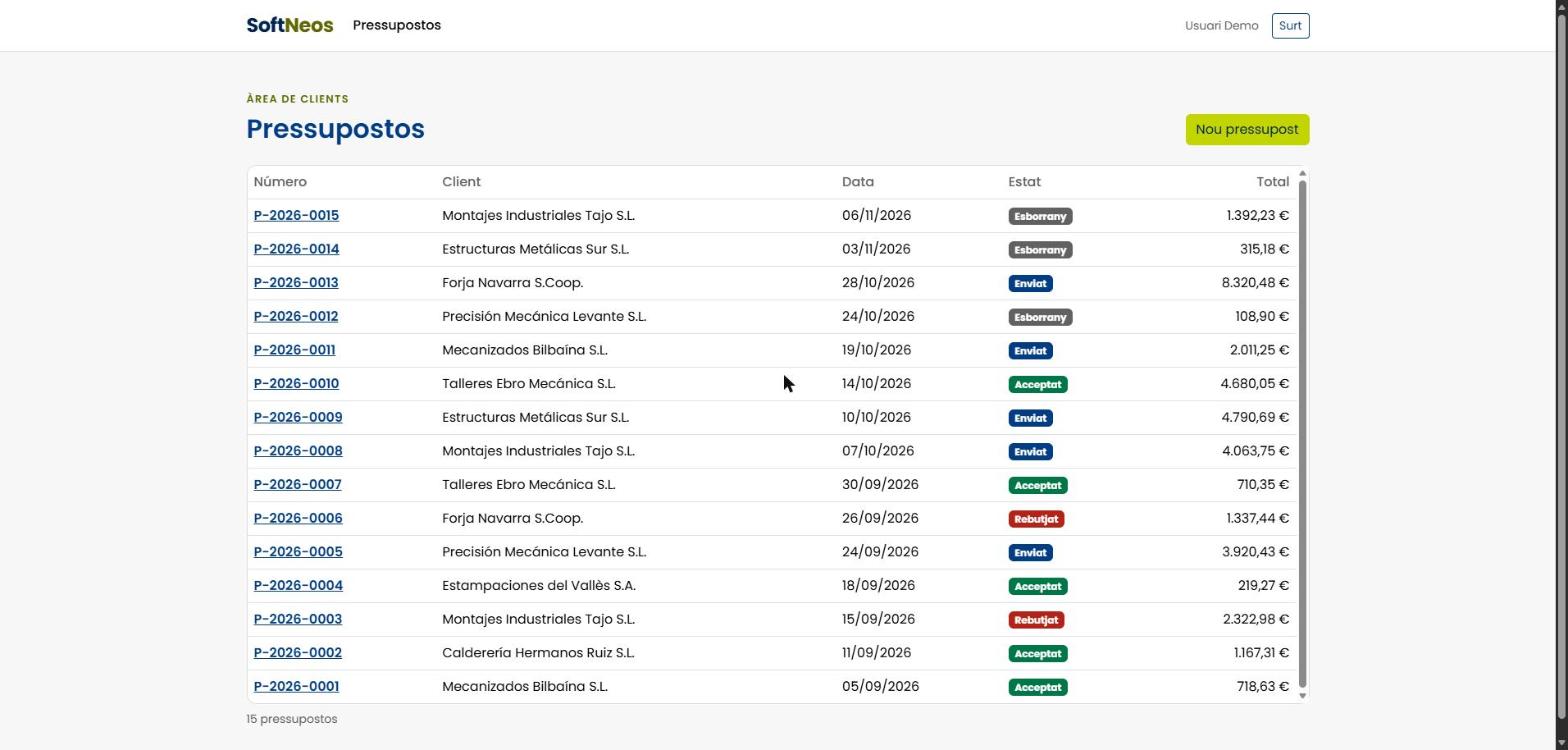 SoftNeos Pressupostos Usuari Demo Surt
ÀREA DE CLIENTS
Pressupostos Nou pressupost
Número Client Data Estat Total
P-2026-0015 Montajes Industriales Tajo S.L. 06/11/2026 Esborrany 1.392,23 €
P-2026-0014 Estructuras Metálicas Sur S.L. 03/11/2026 Esborrany 315,18 €
P-2026-0013 Forja Navarra S.Coop. 28/10/2026 Enviat 8.320,48 €
P-2026-0012 Precisión Mecánica Levante S.L. 24/10/2026 Esborrany 108,90 €
P-2026-0011 Mecanizados Bilbaína S.L. 19/10/2026 Enviat 2.011,25 €
P-2026-0010 Talleres Ebro Mecánica S.L. 14/10/2026 Acceptat 4.680,05 €
P-2026-0009 Estructuras Metálicas Sur S.L. 10/10/2026 Enviat 4.790,69 €
P-2026-0008 Montajes Industriales Tajo S.L. 07/10/2026 Enviat 4.063,75 €
P-2026-0007 Talleres Ebro Mecánica S.L. 30/09/2026 Acceptat 710,35 €
P-2026-0006 Forja Navarra S.Coop. 26/09/2026 Rebutjat 1.337,44 €
P-2026-0005 Precisión Mecánica Levante S.L. 24/09/2026 Enviat 3.920,43 €
P-2026-0004 Estampaciones del Vallès S.A. 18/09/2026 Acceptat 219,27 €
P-2026-0003 Montajes Industriales Tajo S.L. 15/09/2026 Rebutjat 2.322,98 €
P-2026-0002 Calderería Hermanos Ruiz S.L. 11/09/2026 Acceptat 1.167,31 €
P-2026-0001 Mecanizados Bilbaína S.L. 05/09/2026 Acceptat 718,63 €
15 pressupostos